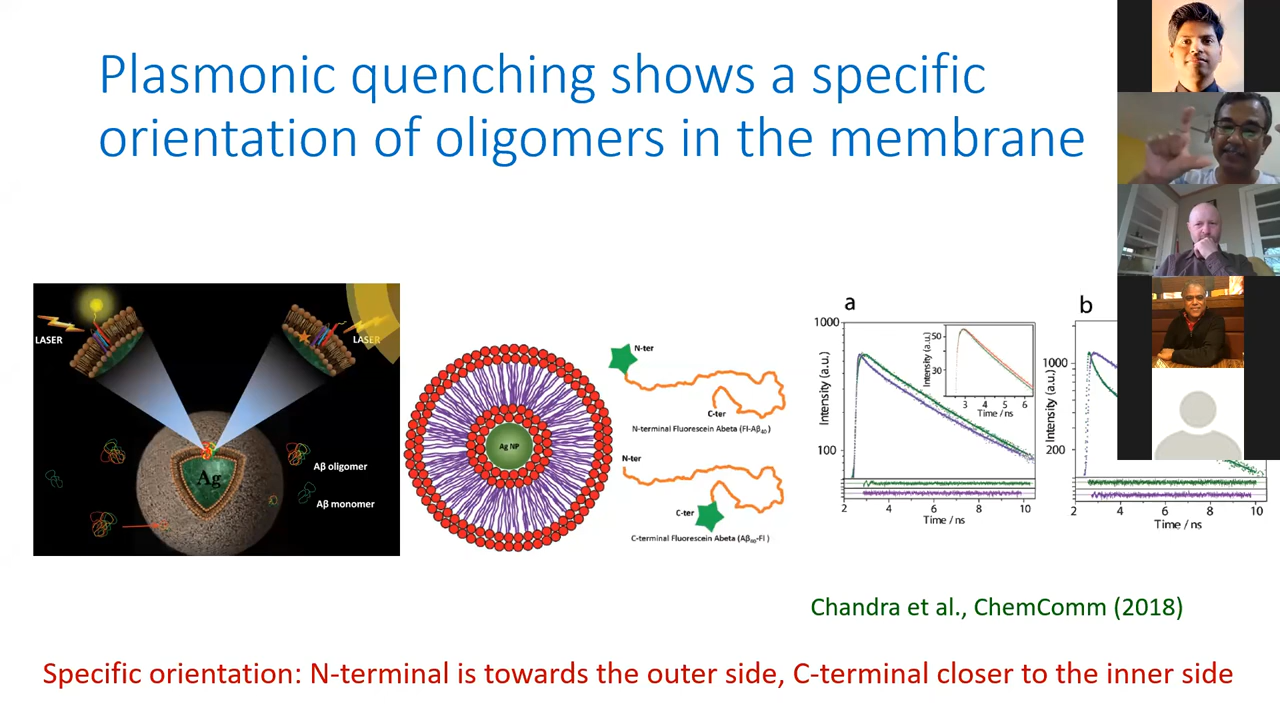 Plasmonic quenching shows a specific
orientation of oligomers in the membrane
LASER
LASER
Ag
Aβ oligomer
Aβ monomer
Ag NP
N-ter
C-ter
N-terminal Fluorescein Abeta (Fl-Aβ40)
N-ter
C-ter
C-terminal Fluorescein Abeta (Aβ40-Fl)
a
1000
100
Intensity (a.u.)
2 4 6 8 10
Time / ns
50
30
Intensity (a.u.)
3 4 5 6
Time / ns
b
1000
200
Intensity (a.u.)
2 4 6 8 10
Time / ns
Chandra et al., ChemComm (2018)
Specific orientation: N-terminal is towards the outer side, C-terminal closer to the inner side